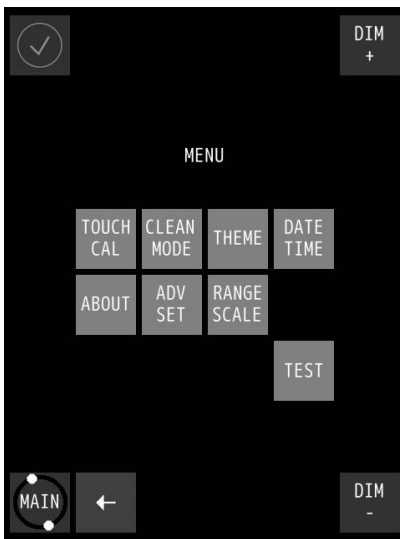 DIM
+
MENU
TOUCH
CAL
CLEAN
MODE
THEME
DATE
TIME
ABOUT
ADV
SET
RANGE
SCALE
TEST
MAIN
←
DIM
-